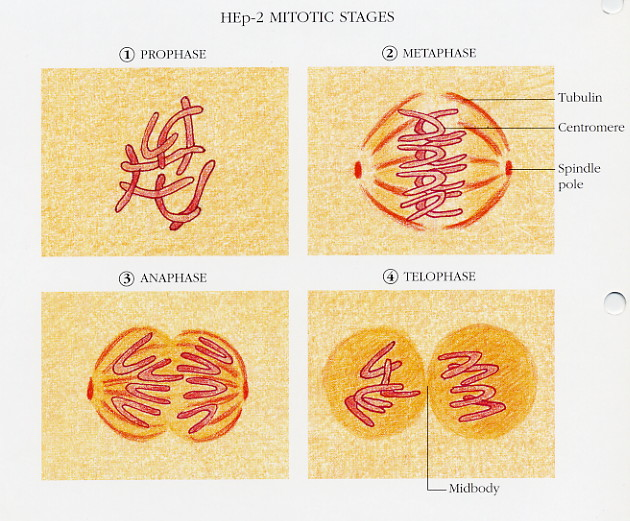 HEp-2 MITOTIC STAGES
1 PROPHASE
2 METAPHASE
Tubulin
Centromere
Spindle
pole
3 ANAPHASE
4 TELOPHASE
Midbody